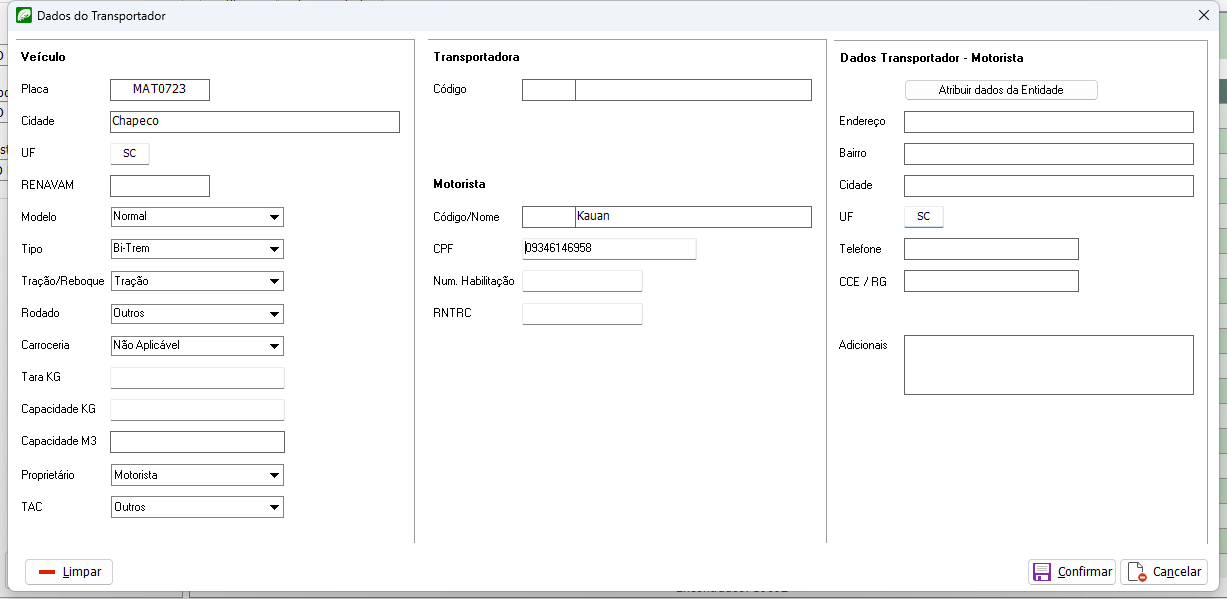 Dados do Transportador
Veículo
Placa MAT0723
Cidade Chapeco
UF SC
RENAVAM
Modelo Normal
Tipo Bi-Trem
Tração/Reboque Tração
Rodado Outros
Carroceria Não Aplicável
Tara KG
Capacidade KG
Capacidade M3
Proprietário Motorista
TAC Outros
Transportadora
Código
Motorista
Código/Nome Kauan
CPF 09346146958
Num. Habilitação
RNTRC
Dados Transportador - Motorista
Atribuir dados da Entidade
Endereço
Bairro
Cidade
UF SC
Telefone
CCE / RG
Adicionais
Limpar
Confirmar
Cancelar